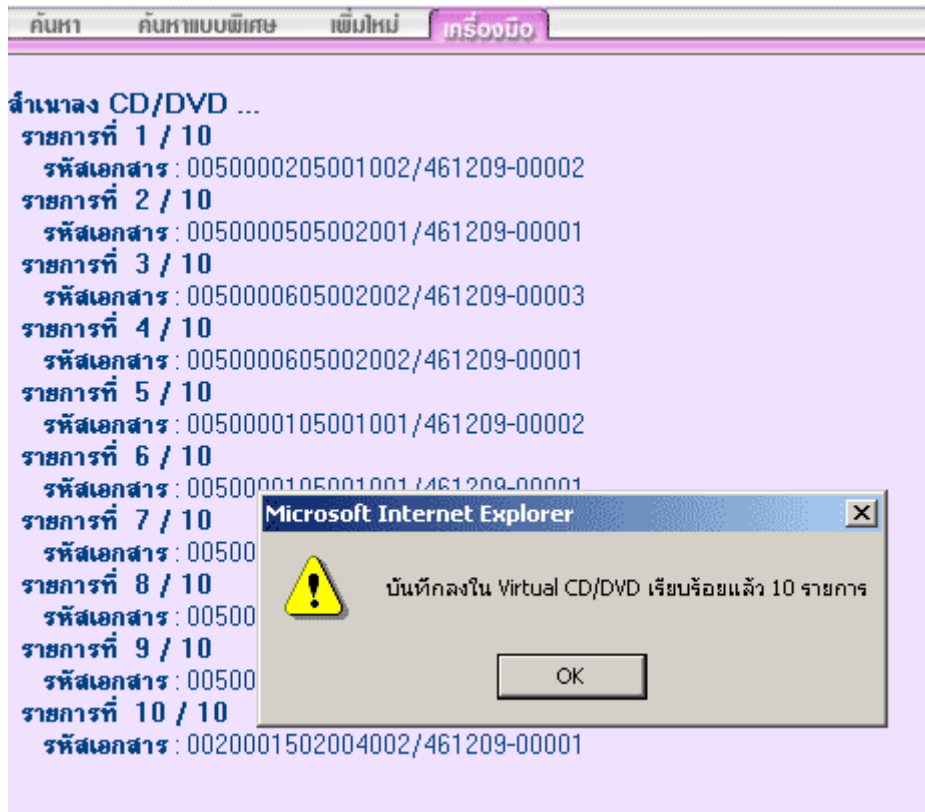 ค้นหา ค้นหาแบบพิเศษ เพิ่มใหม่ เครื่องมือ
สำเนาลง CD/DVD ...
รายการที่ 1 / 10
รหัสเอกสาร : 0050000205001002/461209-00002
รายการที่ 2 / 10
รหัสเอกสาร : 0050000505002001/461209-00001
รายการที่ 3 / 10
รหัสเอกสาร : 0050000605002002/461209-00003
รายการที่ 4 / 10
รหัสเอกสาร : 0050000605002002/461209-00001
รายการที่ 5 / 10
รหัสเอกสาร : 0050000105001001/461209-00002
รายการที่ 6 / 10
รหัสเอกสาร : 0050000105001001/461209-00001
รายการที่ 7 / 10
รหัสเอกสาร : 00500
รายการที่ 8 / 10
รหัสเอกสาร : 00500
รายการที่ 9 / 10
รหัสเอกสาร : 00500
รายการที่ 10 / 10
รหัสเอกสาร : 0020001502004002/461209-00001
Microsoft Internet Explorer
บันทึกลงใน Virtual CD/DVD เรียบร้อยแล้ว 10 รายการ
OK